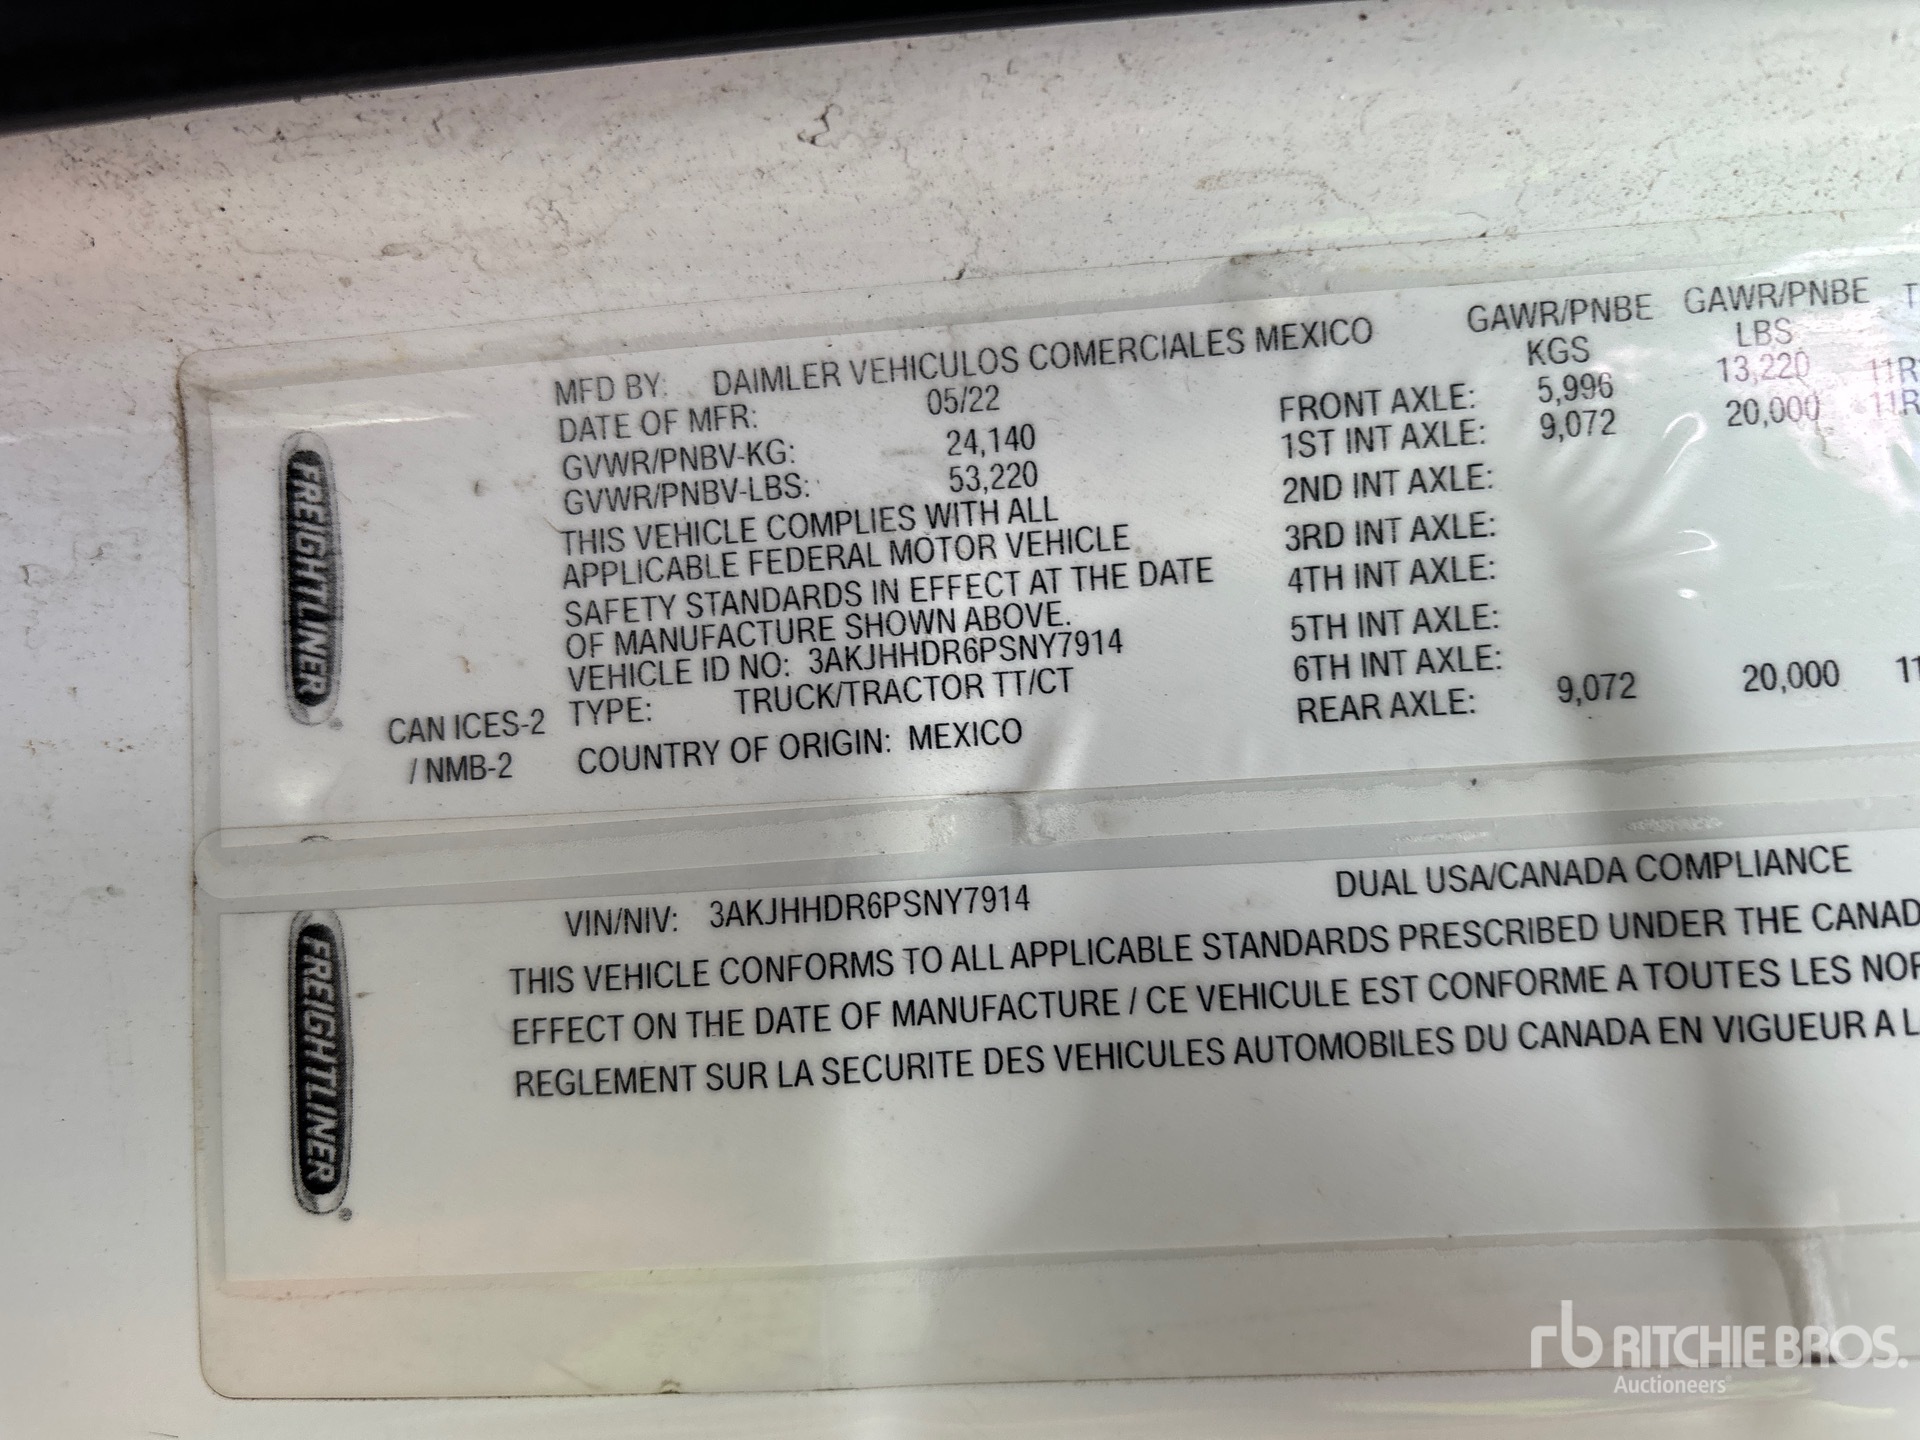 MFD BY: DAIMLER VEHICULOS COMERCIALES MEXICO
DATE OF MFR: 05/22
GVWR/PNBV-KG: 24,140
GVWR/PNBV-LBS: 53,220
THIS VEHICLE COMPLIES WITH ALL
APPLICABLE FEDERAL MOTOR VEHICLE
SAFETY STANDARDS IN EFFECT AT THE DATE
OF MANUFACTURE SHOWN ABOVE.
VEHICLE ID NO: 3AKJHHDR6PSNY7914
TYPE: TRUCK/TRACTOR TT/CT
COUNTRY OF ORIGIN: MEXICO
FREIGHTLINER®
CAN ICES-2
/ NMB-2
GAWR/PNBE GAWR/PNBE
KGS LBS
FRONT AXLE: 5,996 13,220 11R
1ST INT AXLE: 9,072 20,000 11R
2ND INT AXLE:
3RD INT AXLE:
4TH INT AXLE:
5TH INT AXLE:
6TH INT AXLE:
REAR AXLE: 9,072 20,000 11
FREIGHTLINER®
VIN/NIV: 3AKJHHDR6PSNY7914 DUAL USA/CANADA COMPLIANCE
THIS VEHICLE CONFORMS TO ALL APPLICABLE STANDARDS PRESCRIBED UNDER THE CANAD
EFFECT ON THE DATE OF MANUFACTURE / CE VEHICULE EST CONFORME A TOUTES LES NOR
REGLEMENT SUR LA SECURITE DES VEHICULES AUTOMOBILES DU CANADA EN VIGUEUR A L
rb RITCHIE BROS.
Auctioneers